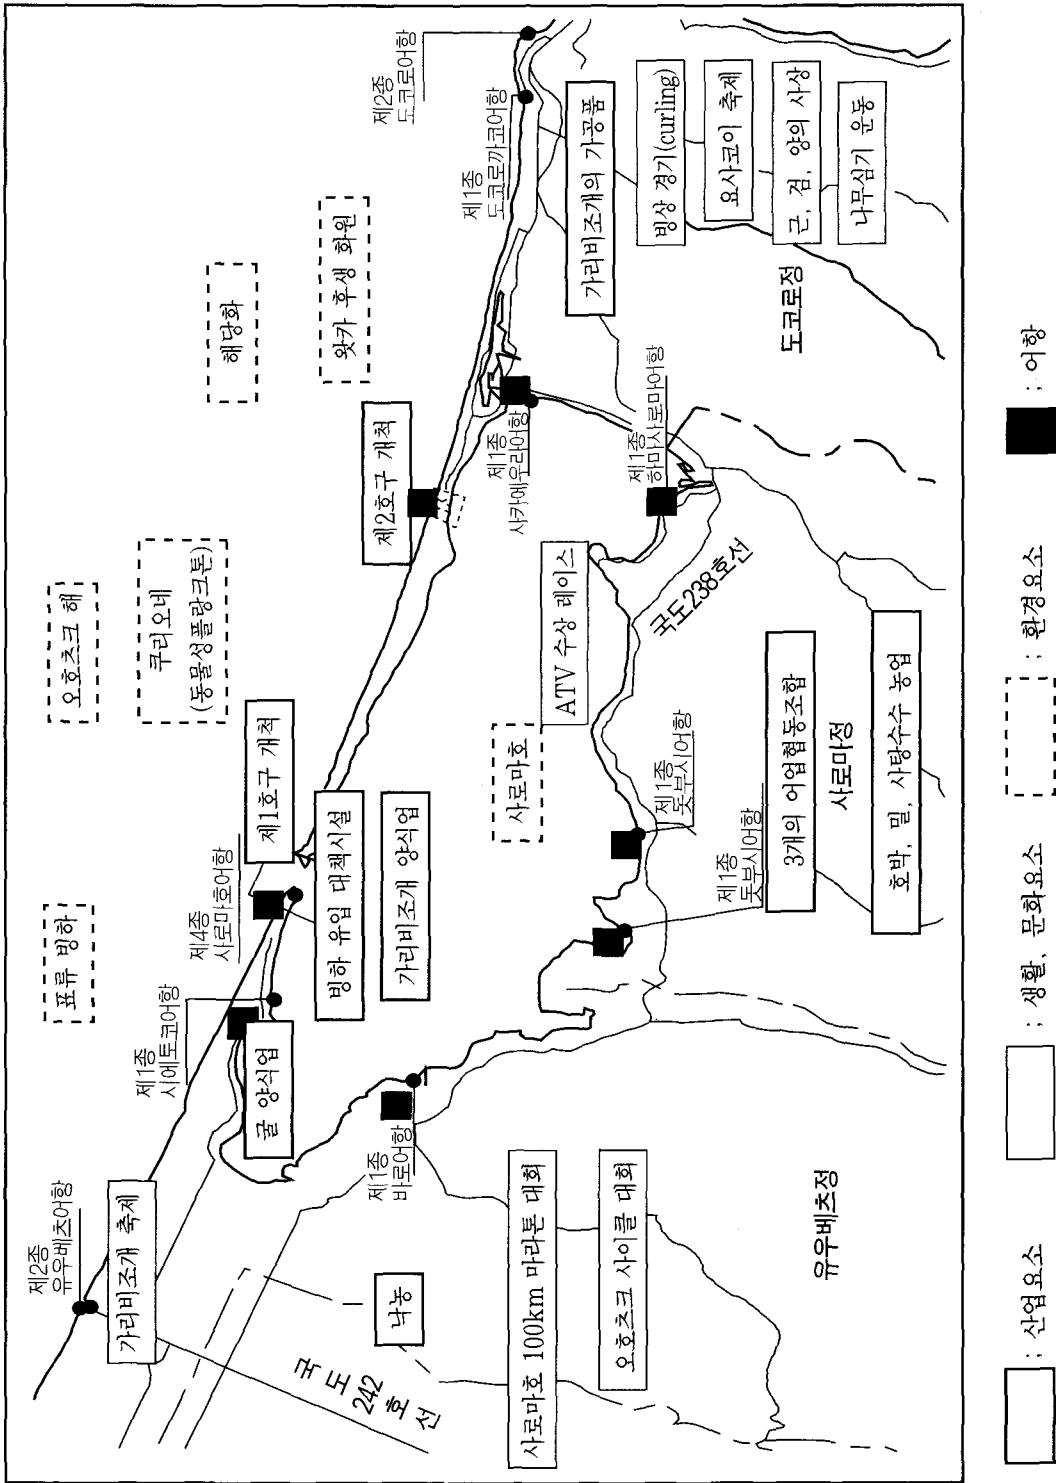 제2종
유우베츠어항
가리비조개 축제
제1종
시에토코어항
굴 양식업
표류 빙하
제4종
사로마호어항
제1호구 개척
빙하 유입 대책시설
가리비조개 양식업
오호츠크 해
쿠리오네
(동물성플랑크톤)
해당화
왓카 후생 화원
제2호구 개척
제2종
도코로어항
제1종
도코로까코어항
가리비조개의 가공품
빙상 경기(curling)
요사코이 축제
근, 검, 양의 사상
나무심기 운동
도코로정
제1종
사카에우라어항
제1종
하마사로마어항
국도238호선
ATV 수상 레이스
사로마호
제1종
돗부시어항
제1종
돗부시어항
3개의 어업협동조합
사로마정
호박, 밀, 사탕수수 농업
제1종
바로어항
국도
242
호선
낙농
사로마호 100km 마라톤 대회
오호츠크 사이클 대회
유우베츠정
: 산업요소
: 생활, 문화요소
: 환경요소
: 어항